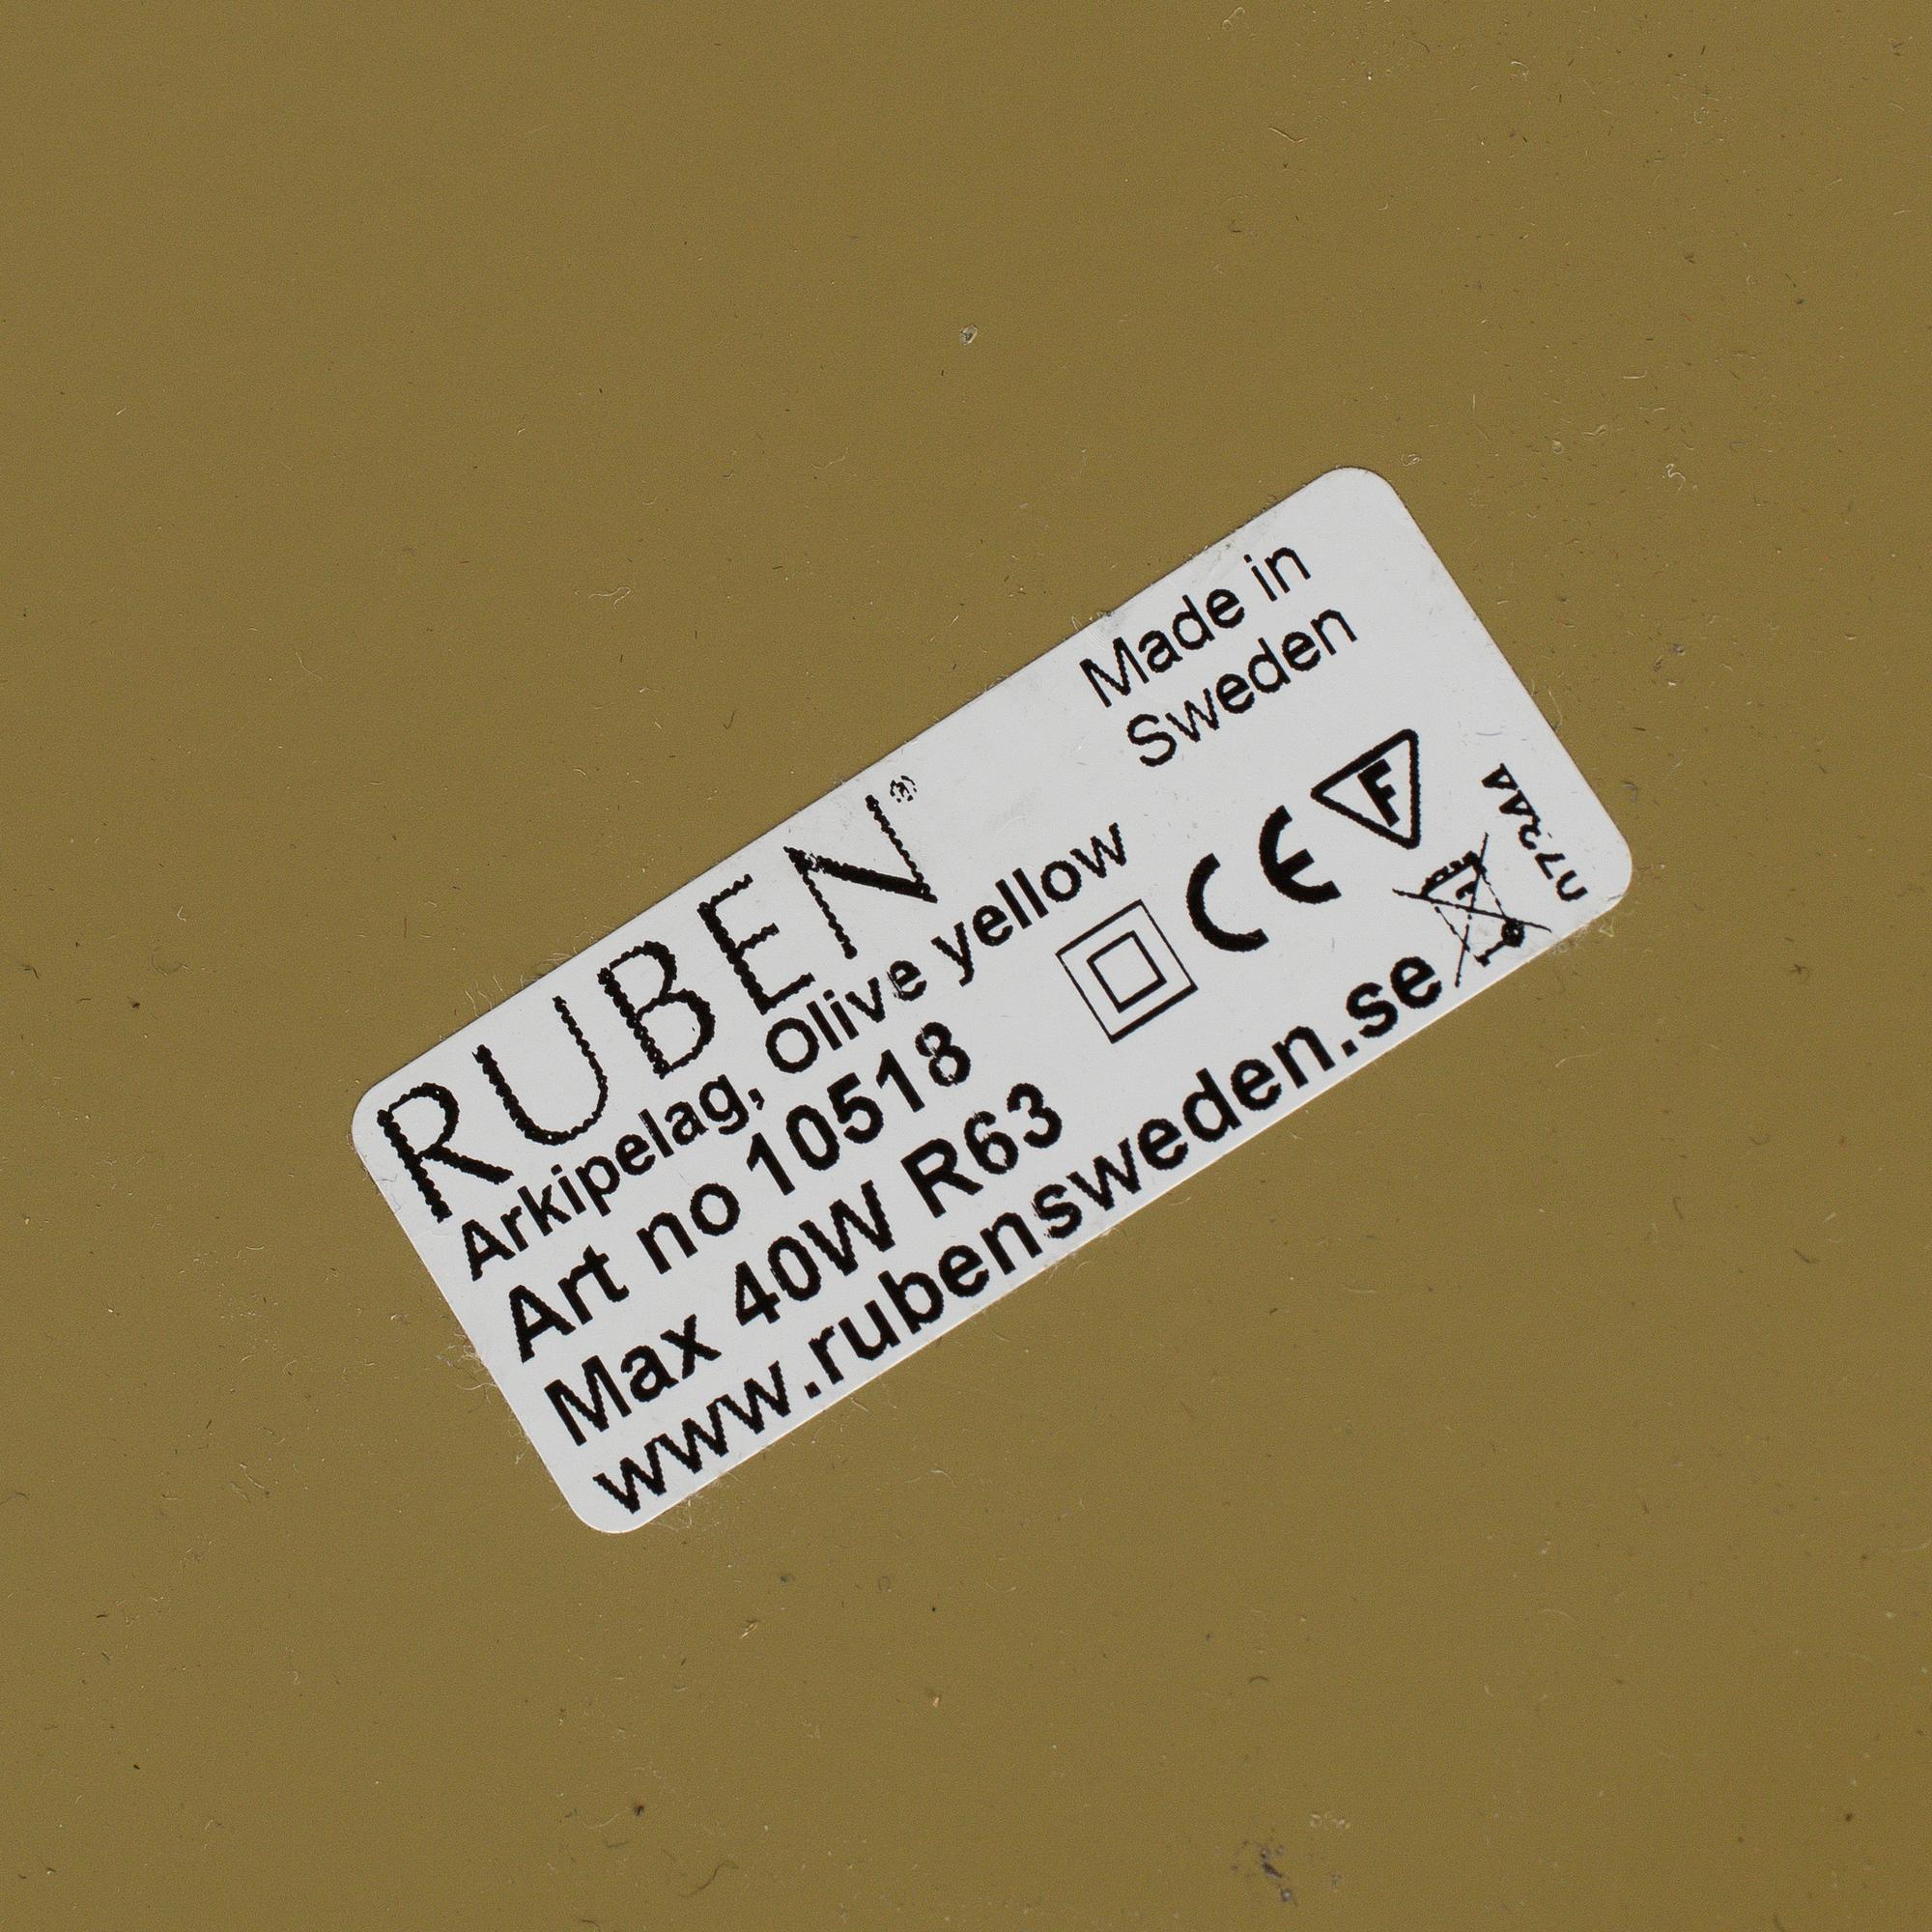 RUBEN®
Made in
Sweden
Arkipelag, Olive yellow
Art no 10518
Max 40W R63
CE F
www.rubensweden.se